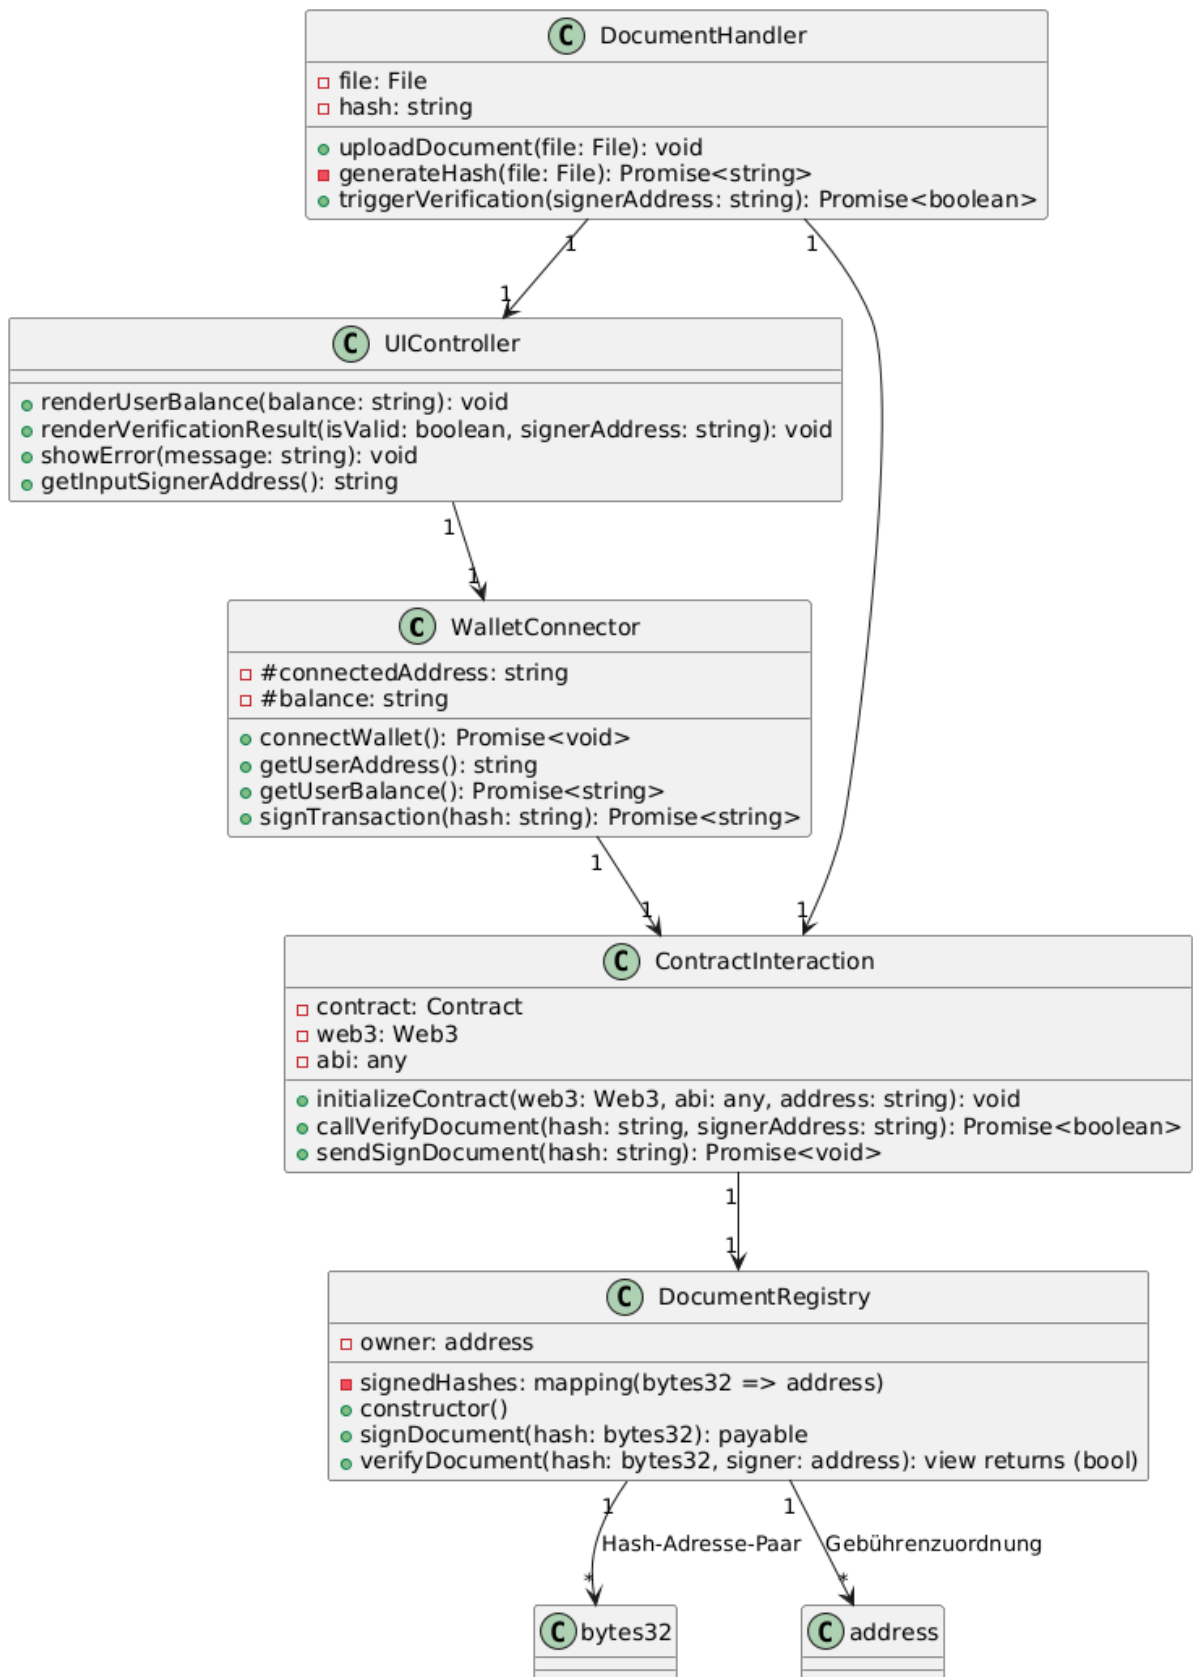 C DocumentHandler
file: File
hash: string
uploadDocument(file: File): void
generateHash(file: File): Promise<string>
triggerVerification(signerAddress: string): Promise<boolean>
1
1
1
C UIController
renderUserBalance(balance: string): void
renderVerificationResult(isValid: boolean, signerAddress: string): void
showError(message: string): void
getInputSignerAddress(): string
1
1
C WalletConnector
#connectedAddress: string
#balance: string
connectWallet(): Promise<void>
getUserAddress(): string
getUserBalance(): Promise<string>
signTransaction(hash: string): Promise<string>
1
1
1
C ContractInteraction
contract: Contract
web3: Web3
abi: any
initializeContract(web3: Web3, abi: any, address: string): void
callVerifyDocument(hash: string, signerAddress: string): Promise<boolean>
sendSignDocument(hash: string): Promise<void>
1
1
C DocumentRegistry
owner: address
signedHashes: mapping(bytes32 => address)
constructor()
signDocument(hash: bytes32): payable
verifyDocument(hash: bytes32, signer: address): view returns (bool)
1
1
Hash-Adresse-Paar
Gebührenzuordnung
*
*
C bytes32
C address